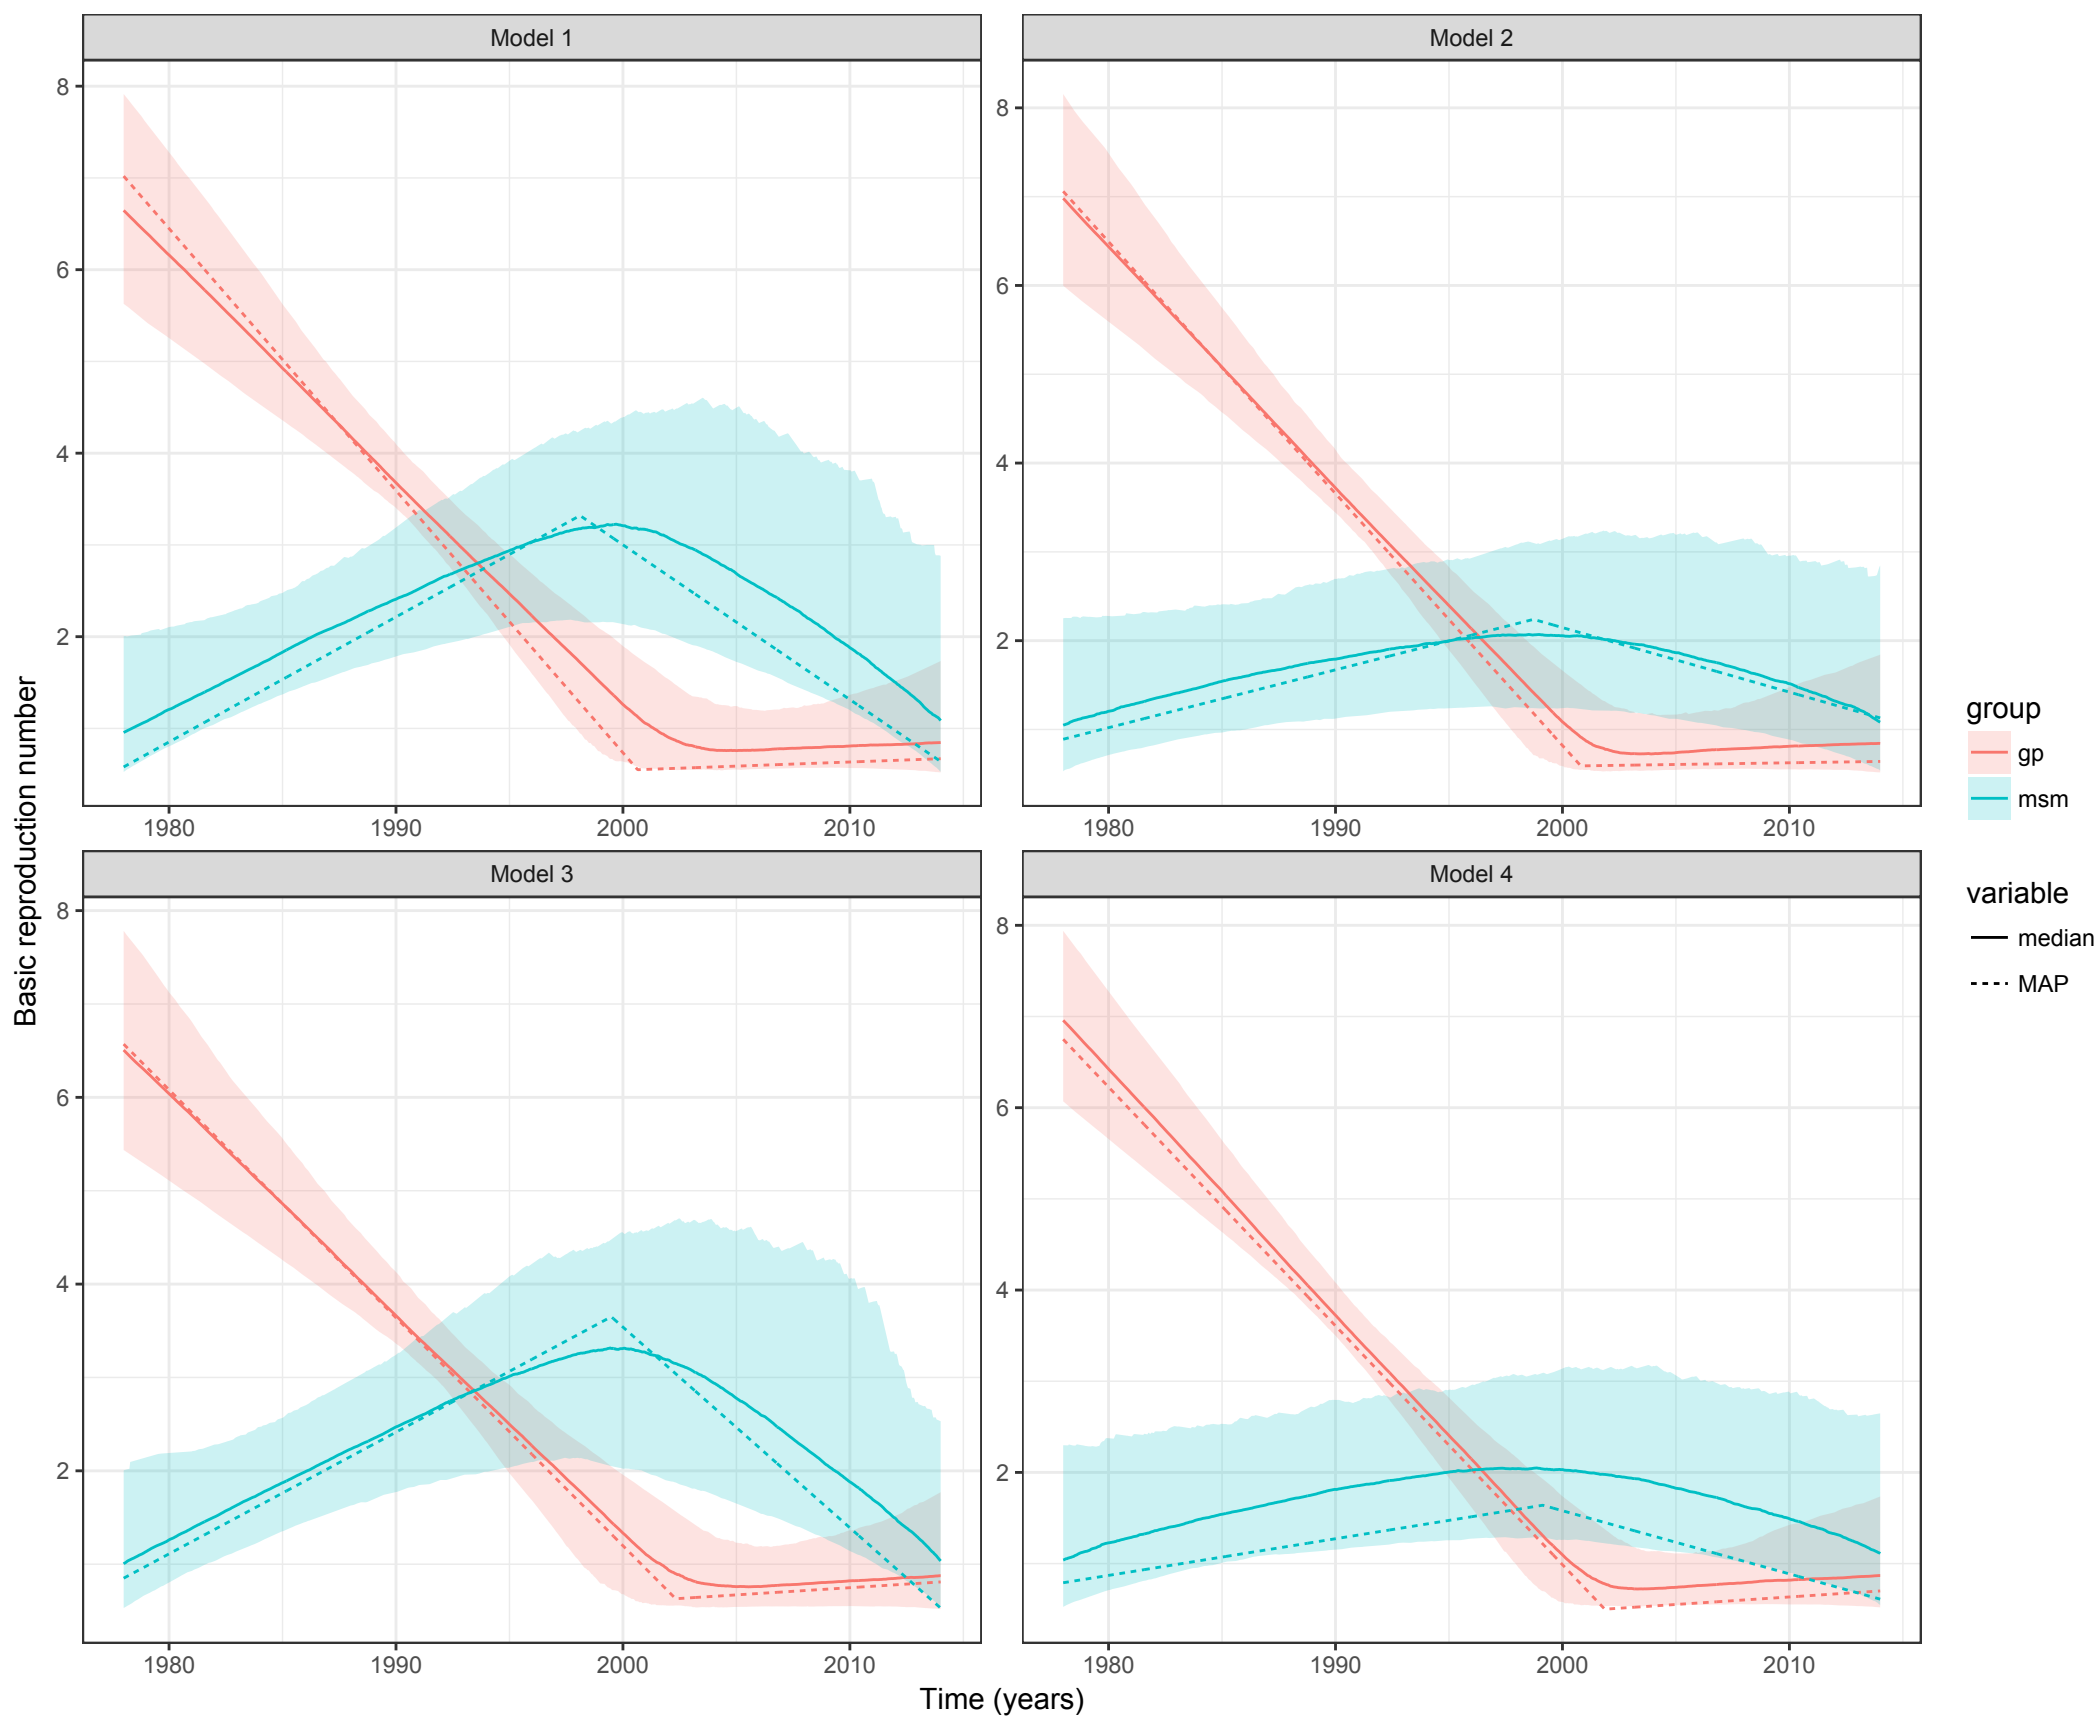 Model 1
Model 2
8
6
4
2
8
6
4
2
1980 1990 2000 2010
1980 1990 2000 2010
Basic reproduction number
Model 3
Model 4
8
6
4
2
8
6
4
2
1980 1990 2000 2010
1980 1990 2000 2010
Time (years)
group
gp
msm
variable
median
MAP